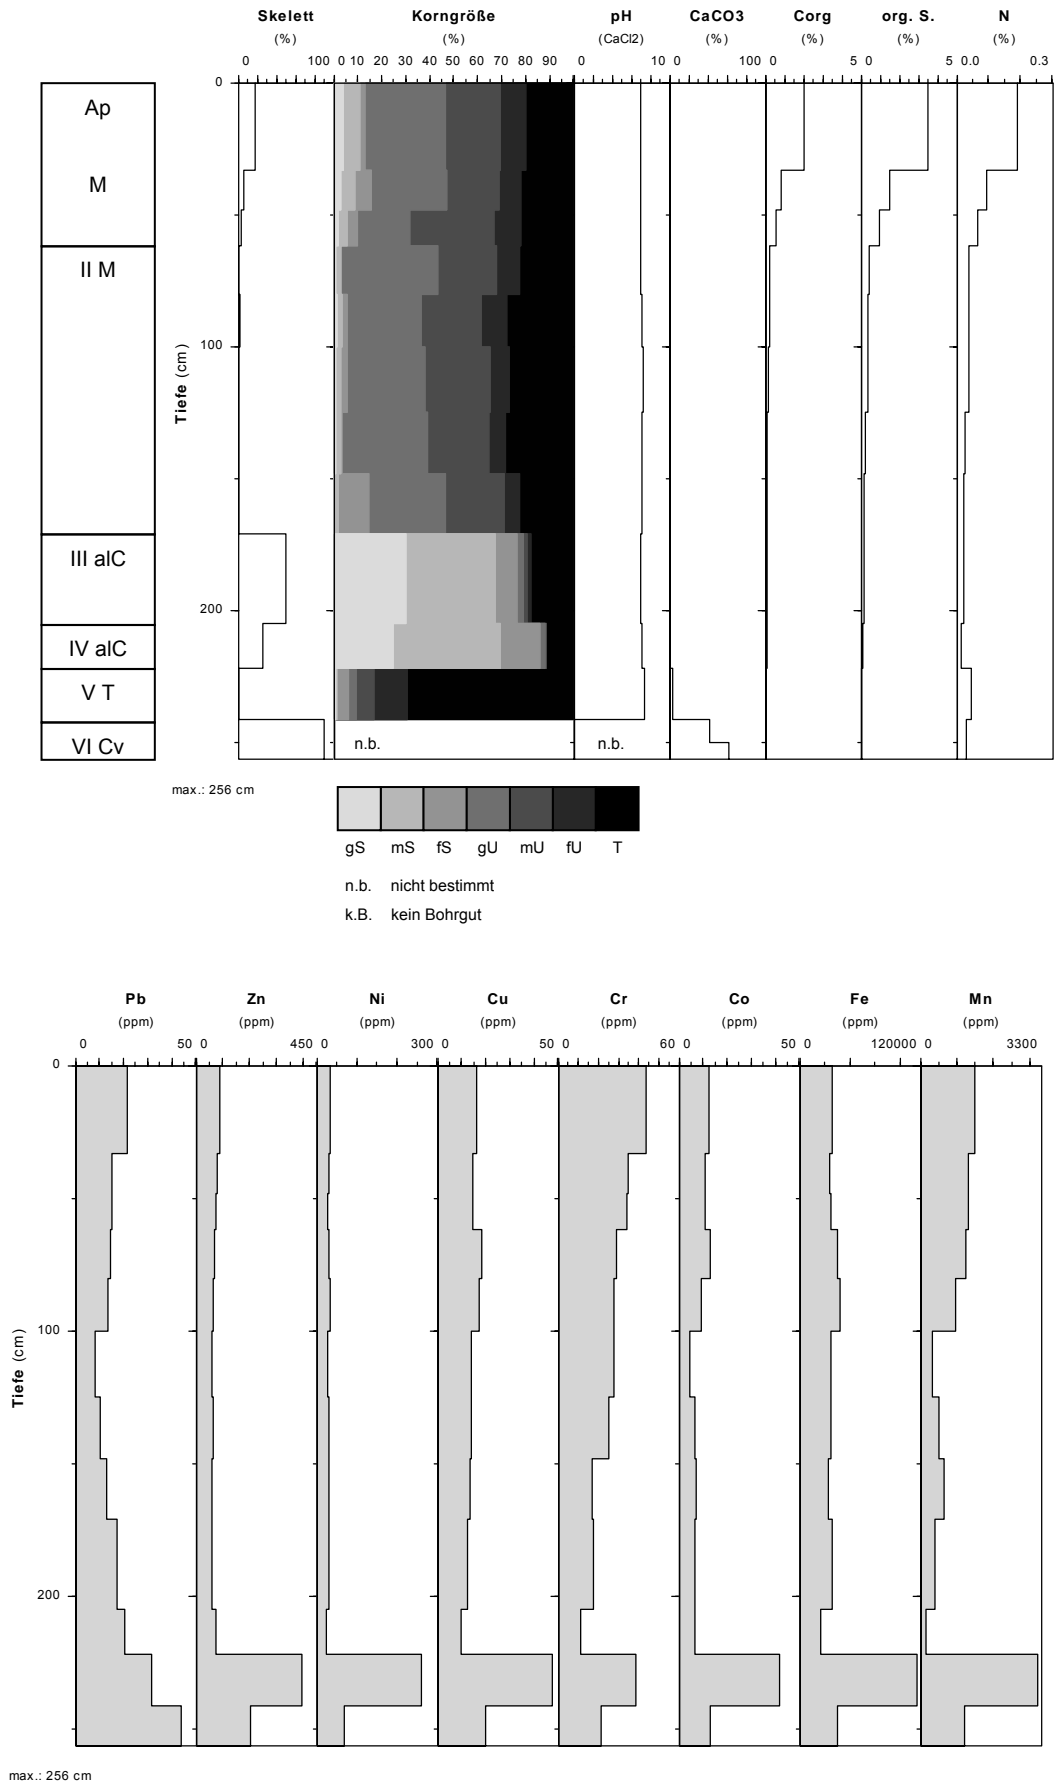 Skelett Korngröße pH CaCO3 Corg org. S. N
(%) (%) (CaCl2) (%) (%) (%) (%)
0 100 0 10 20 30 40 50 60 70 80 90 0 10 0 100 0 5 0 5 0.0 0.3
0
Ap
M
II M
100
Tiefe (cm)
III alC
200
IV alC
V T
VI Cv
n.b. n.b.
max.: 256 cm
gS mS fS gU mU fU T
n.b. nicht bestimmt
k.B. kein Bohrgut
Pb Zn Ni Cu Cr Co Fe Mn
(ppm) (ppm) (ppm) (ppm) (ppm) (ppm) (ppm) (ppm)
0 50 0 450 0 300 0 50 0 60 0 50 0 120000 0 3300
0
100
Tiefe (cm)
200
max.: 256 cm